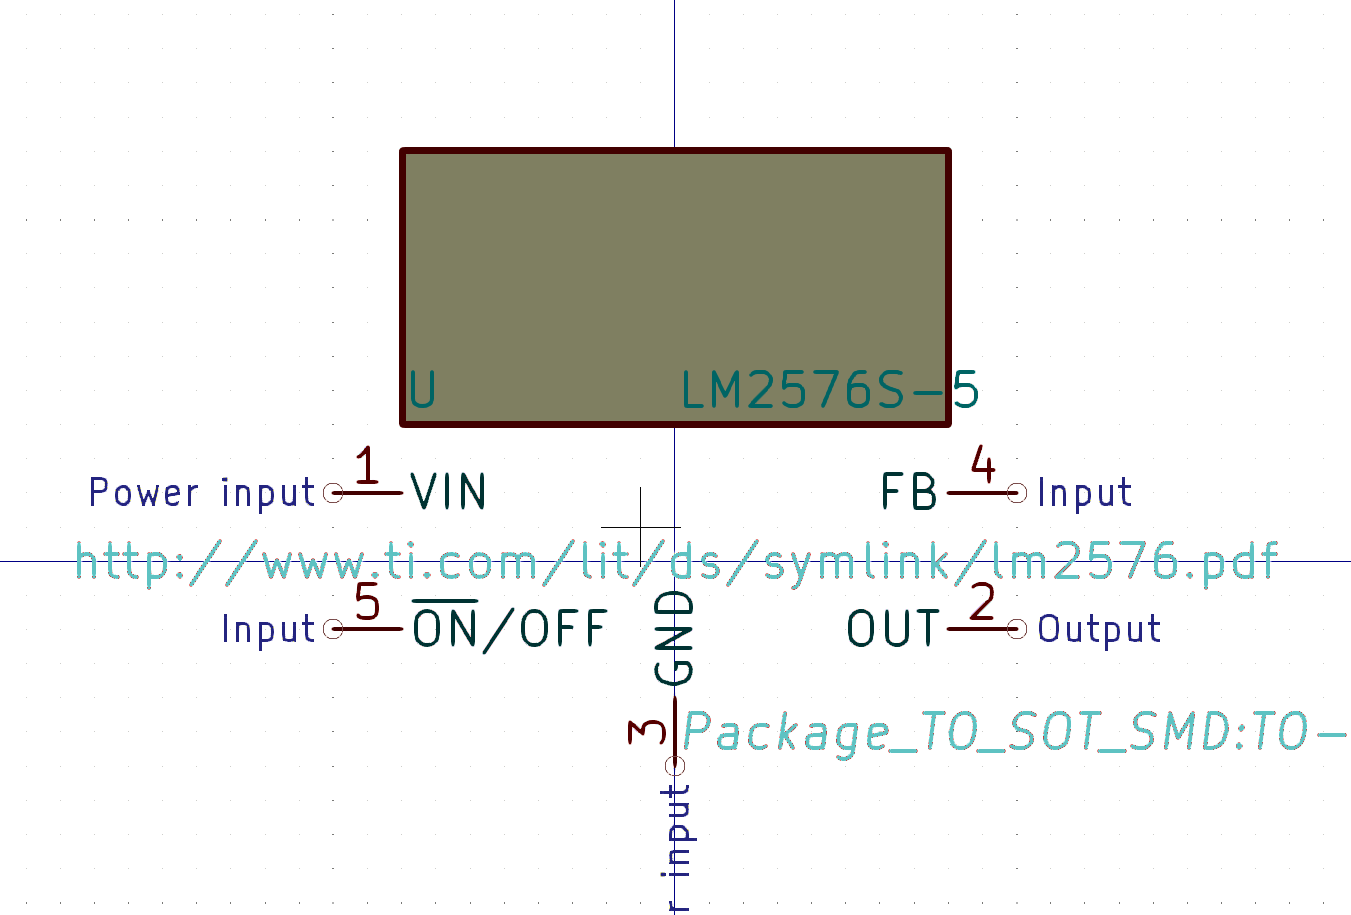 U LM2576S-5
1 4
Power input VIN FB Input
http://www.ti.com/lit/ds/symlink/lm2576.pdf
5 2
Input ON/OFF GND OUT Output
3 Package_TO_SOT_SMD:TO-
r input